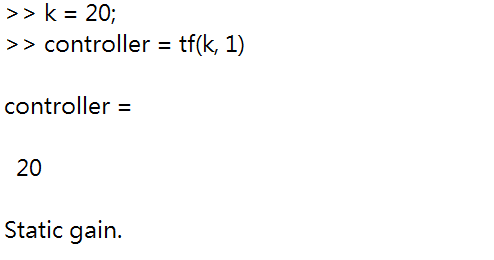 >> k = 20;
>> controller = tf(k, 1)
controller =
20
Static gain.